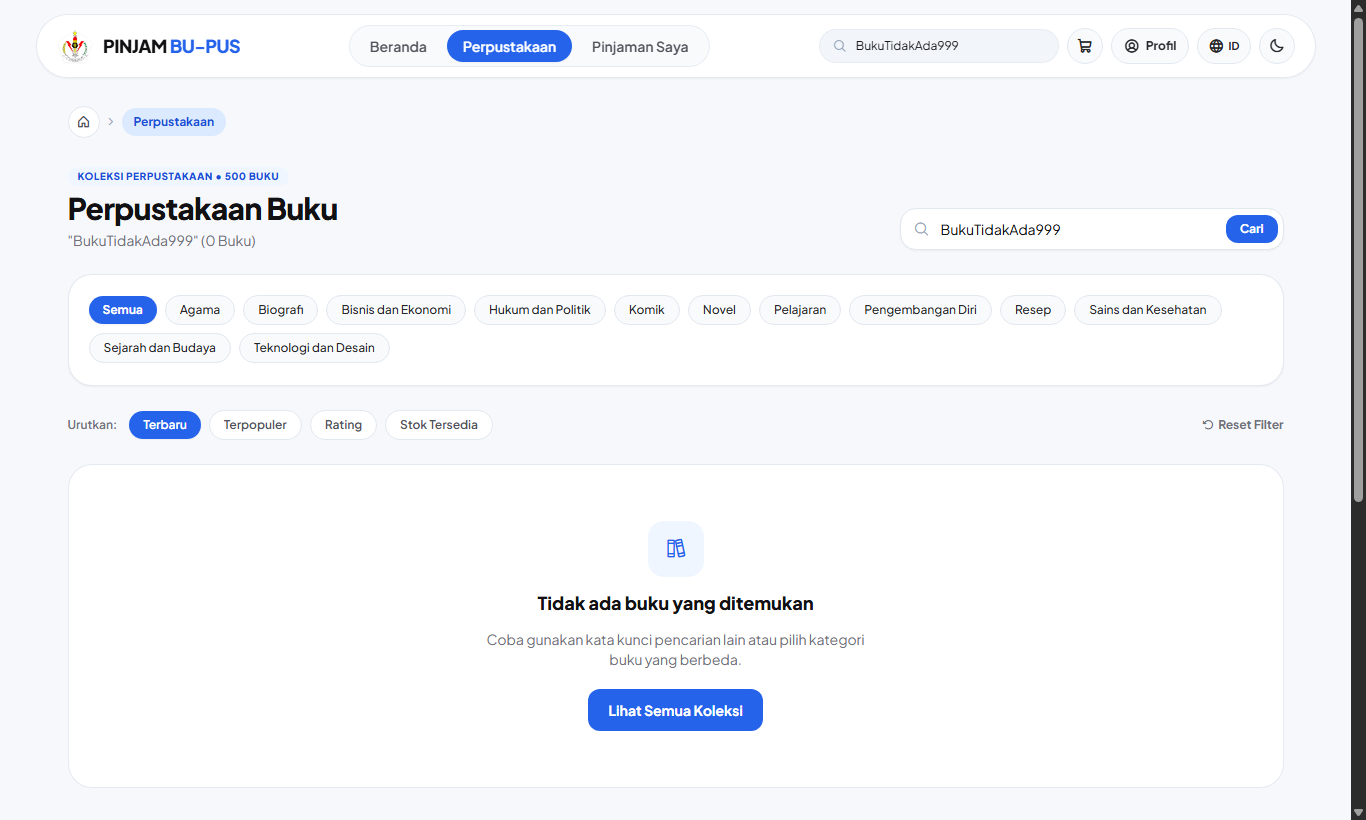 PINJAM BU-PUS
Beranda
Perpustakaan
Pinjaman Saya
BukuTidakAda999
Profil
ID
Perpustakaan
KOLEKSI PERPUSTAKAAN • 500 BUKU
Perpustakaan Buku
"BukuTidakAda999" (0 Buku)
BukuTidakAda999
Cari
Semua
Agama
Biografi
Bisnis dan Ekonomi
Hukum dan Politik
Komik
Novel
Pelajaran
Pengembangan Diri
Resep
Sains dan Kesehatan
Sejarah dan Budaya
Teknologi dan Desain
Urutkan:
Terbaru
Terpopuler
Rating
Stok Tersedia
Reset Filter
Tidak ada buku yang ditemukan
Coba gunakan kata kunci pencarian lain atau pilih kategori
buku yang berbeda.
Lihat Semua Koleksi